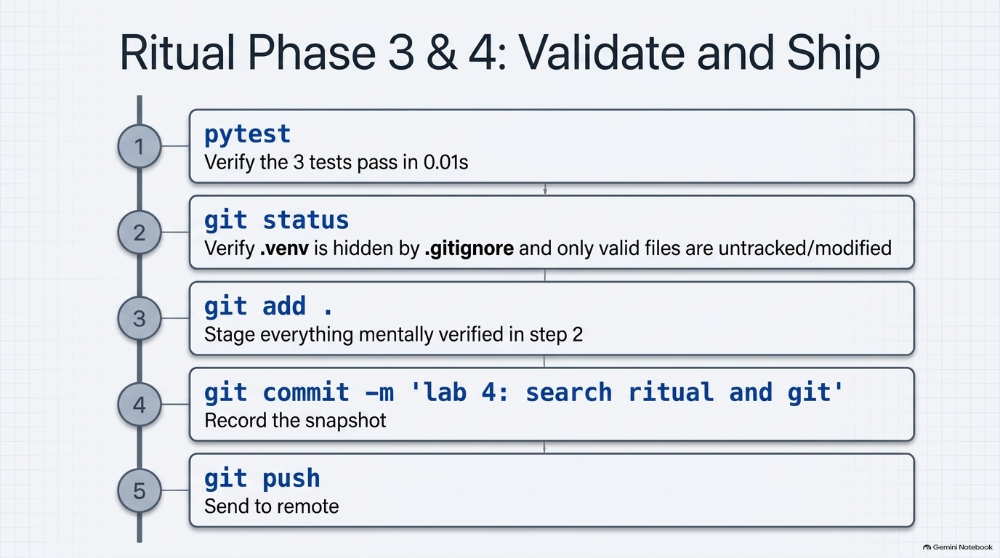 Ritual Phase 3 & 4: Validate and Ship
1
pytest
Verify the 3 tests pass in 0.01s
2
git status
Verify .venv is hidden by .gitignore and only valid files are untracked/modified
3
git add .
Stage everything mentally verified in step 2
4
git commit -m 'lab 4: search ritual and git'
Record the snapshot
5
git push
Send to remote
Gemini Notebook